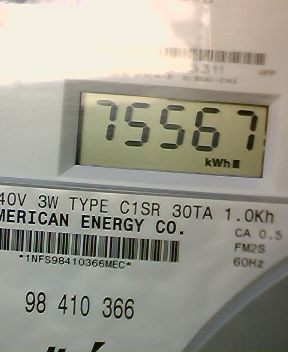 75567
kWh
40V 3W TYPE C1SR 30TA 1.0Kh
MERICAN ENERGY CO.
CA 0.5
FM2S
60Hz
*1NFS98410366MEC*
98 410 366